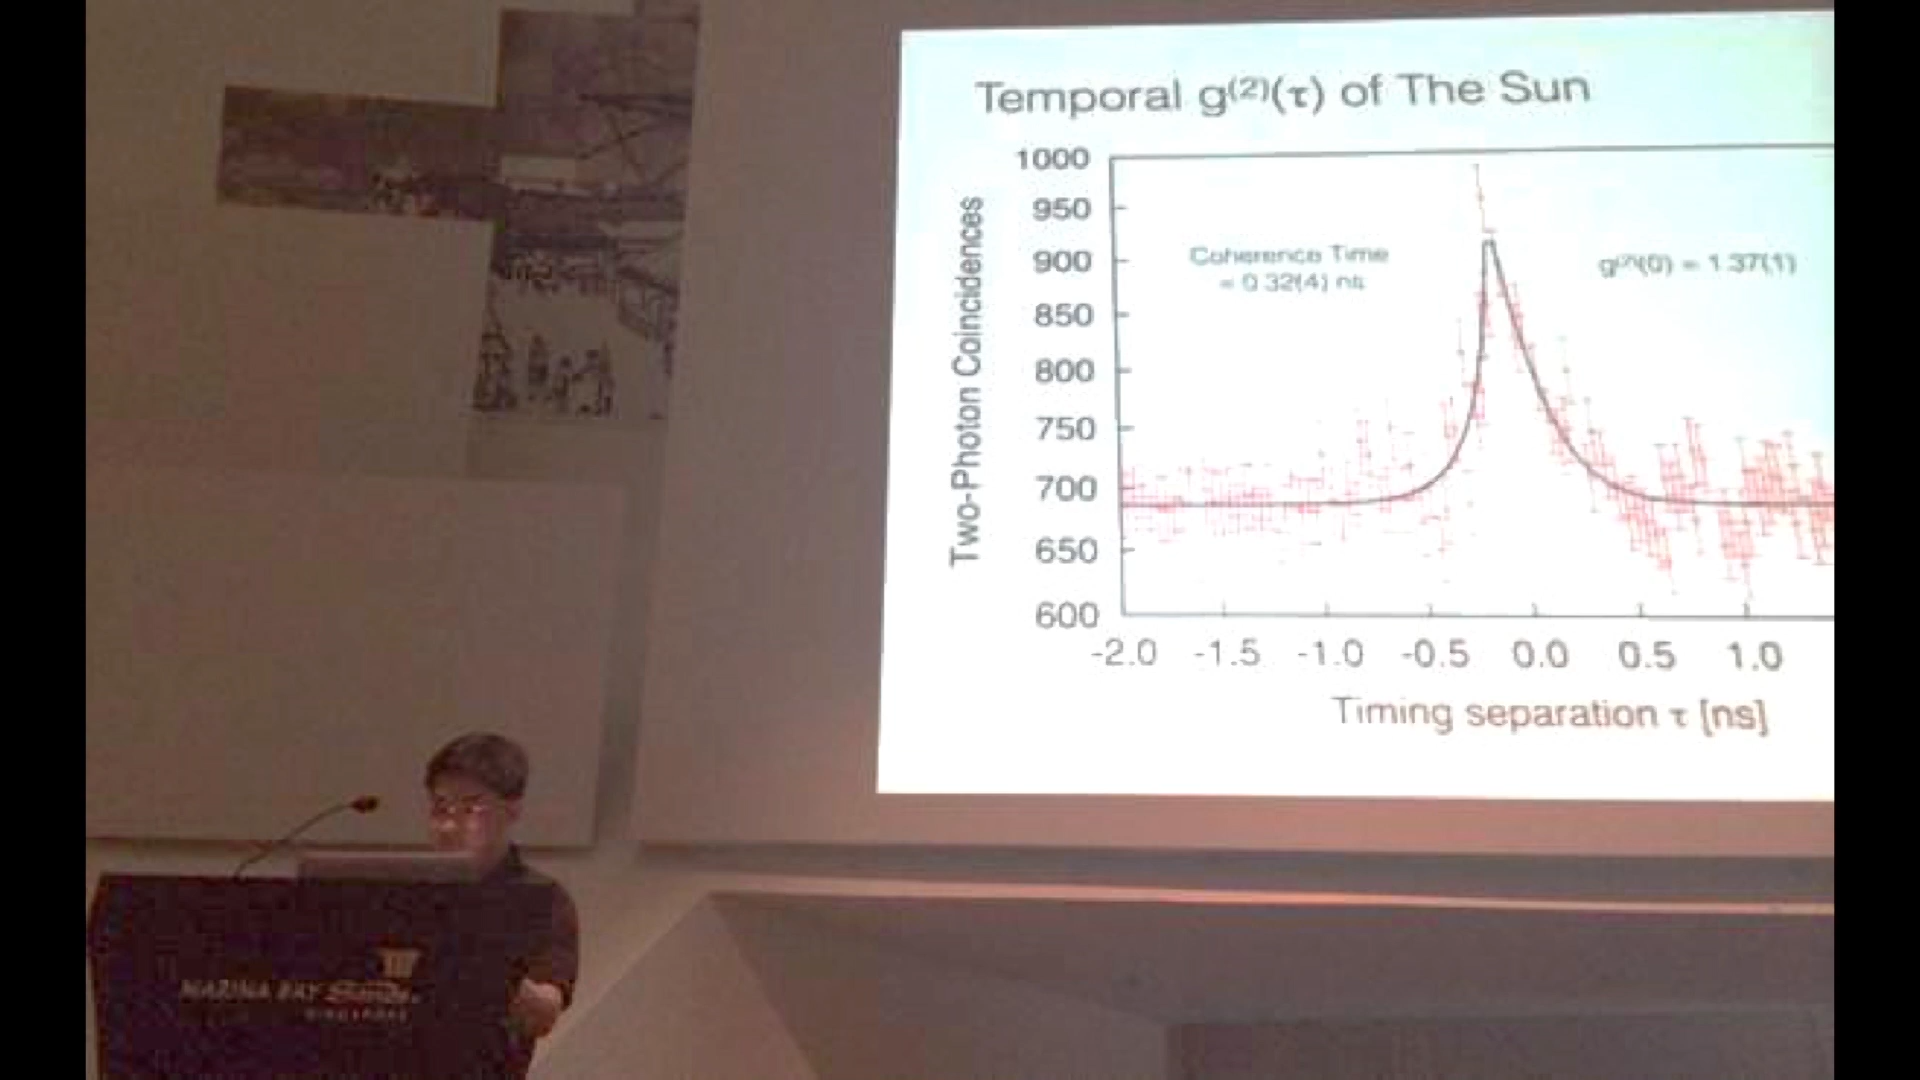 Temporal g⁽²⁾(τ) of The Sun
1000
950
900
850
800
750
700
650
600
Two-Photon Coincidences
Coherence Time
= 0.32(4) ns
g⁽²⁾(0) = 1.37(1)
-2.0 -1.5 -1.0 -0.5 0.0 0.5 1.0
Timing separation τ [ns]
MARINA BAY Sands
SINGAPORE